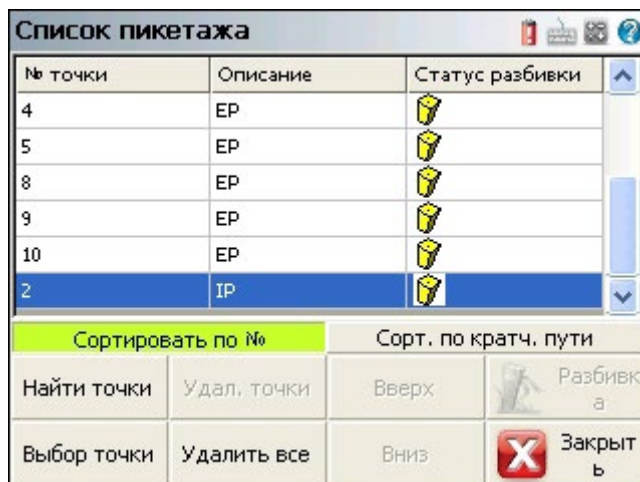 Список пикетажа
№ точки Описание Статус разбивки
4 EP
5 EP
8 EP
9 EP
10 EP
2 IP
Сортировать по № Сорт. по кратч. пути
Найти точки Удал. точки Вверх Разбивк
а
Выбор точки Удалить все Вниз Закрыт
ь